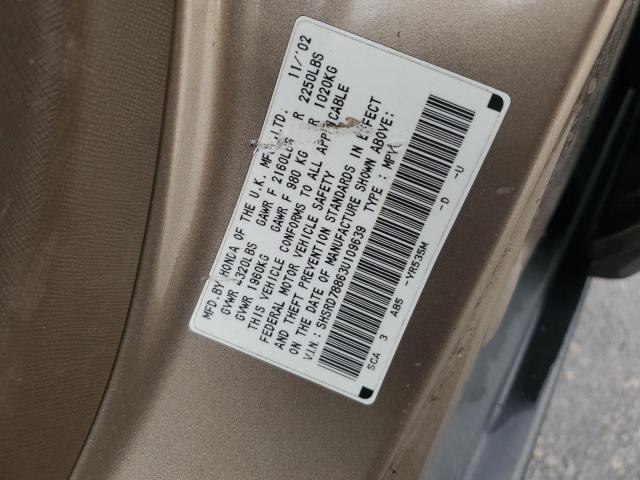 MFD.BY HONDA OF THE U.K. MFG.,LTD. 11/'02
GVWR 4320LBS GAWR F 2160LBS R 2250LBS
GVWR 1960KG GAWR F 980 KG R 1020KG
THIS VEHICLE CONFORMS TO ALL APPLICABLE
FEDERAL MOTOR VEHICLE SAFETY
AND THEFT PREVENTION STANDARDS IN EFFECT
ON THE DATE OF MANUFACTURE SHOWN ABOVE:
V.I.N.: SHSRD78863U109639 TYPE: MPV
SCA 3 AB5 -YR535M -D -U